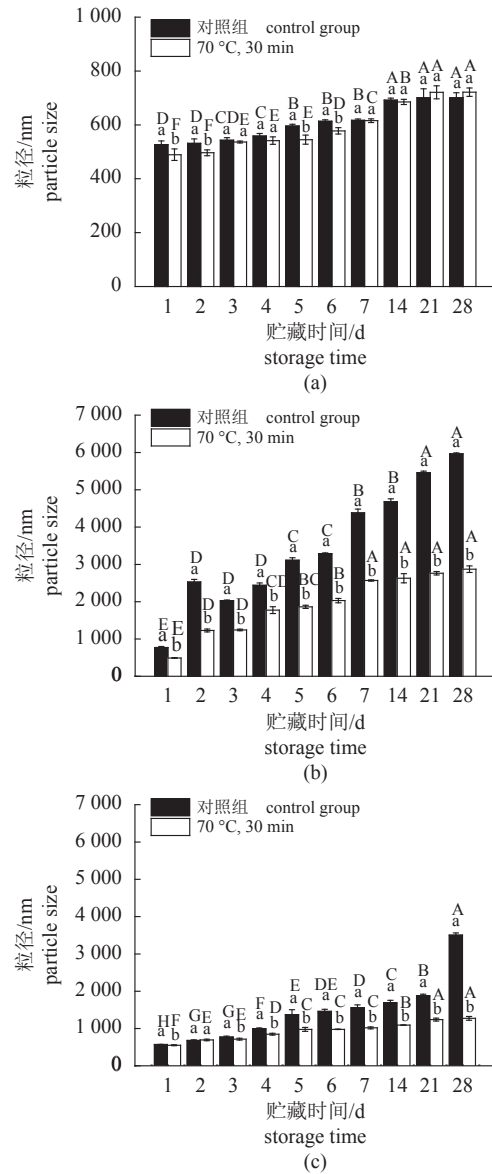 1 000
800
600
400
200
0
粒径/nm
particle size
对照组 control group
70 °C, 30 min
D F D F CD E C E B E B D B C A B A A A A
a b a b a a a a a b a b a a a a a a a a
1 2 3 4 5 6 7 14 21 28
贮藏时间/d
storage time
(a)
7 000
6 000
5 000
4 000
3 000
2 000
1 000
0
粒径/nm
particle size
对照组 control group
70 °C, 30 min
E E D D D D D CD C BC C B B A B A A A A A
a b a b a b a b a b a b a b a b a b a b
1 2 3 4 5 6 7 14 21 28
贮藏时间/d
storage time
(b)
7 000
6 000
5 000
4 000
3 000
2 000
1 000
0
粒径/nm
particle size
对照组 control group
70 °C, 30 min
H F G E G E F D E C DE C D C C B B A A A
a b a a a b a b a b a b a b a b a b a b
1 2 3 4 5 6 7 14 21 28
贮藏时间/d
storage time
(c)